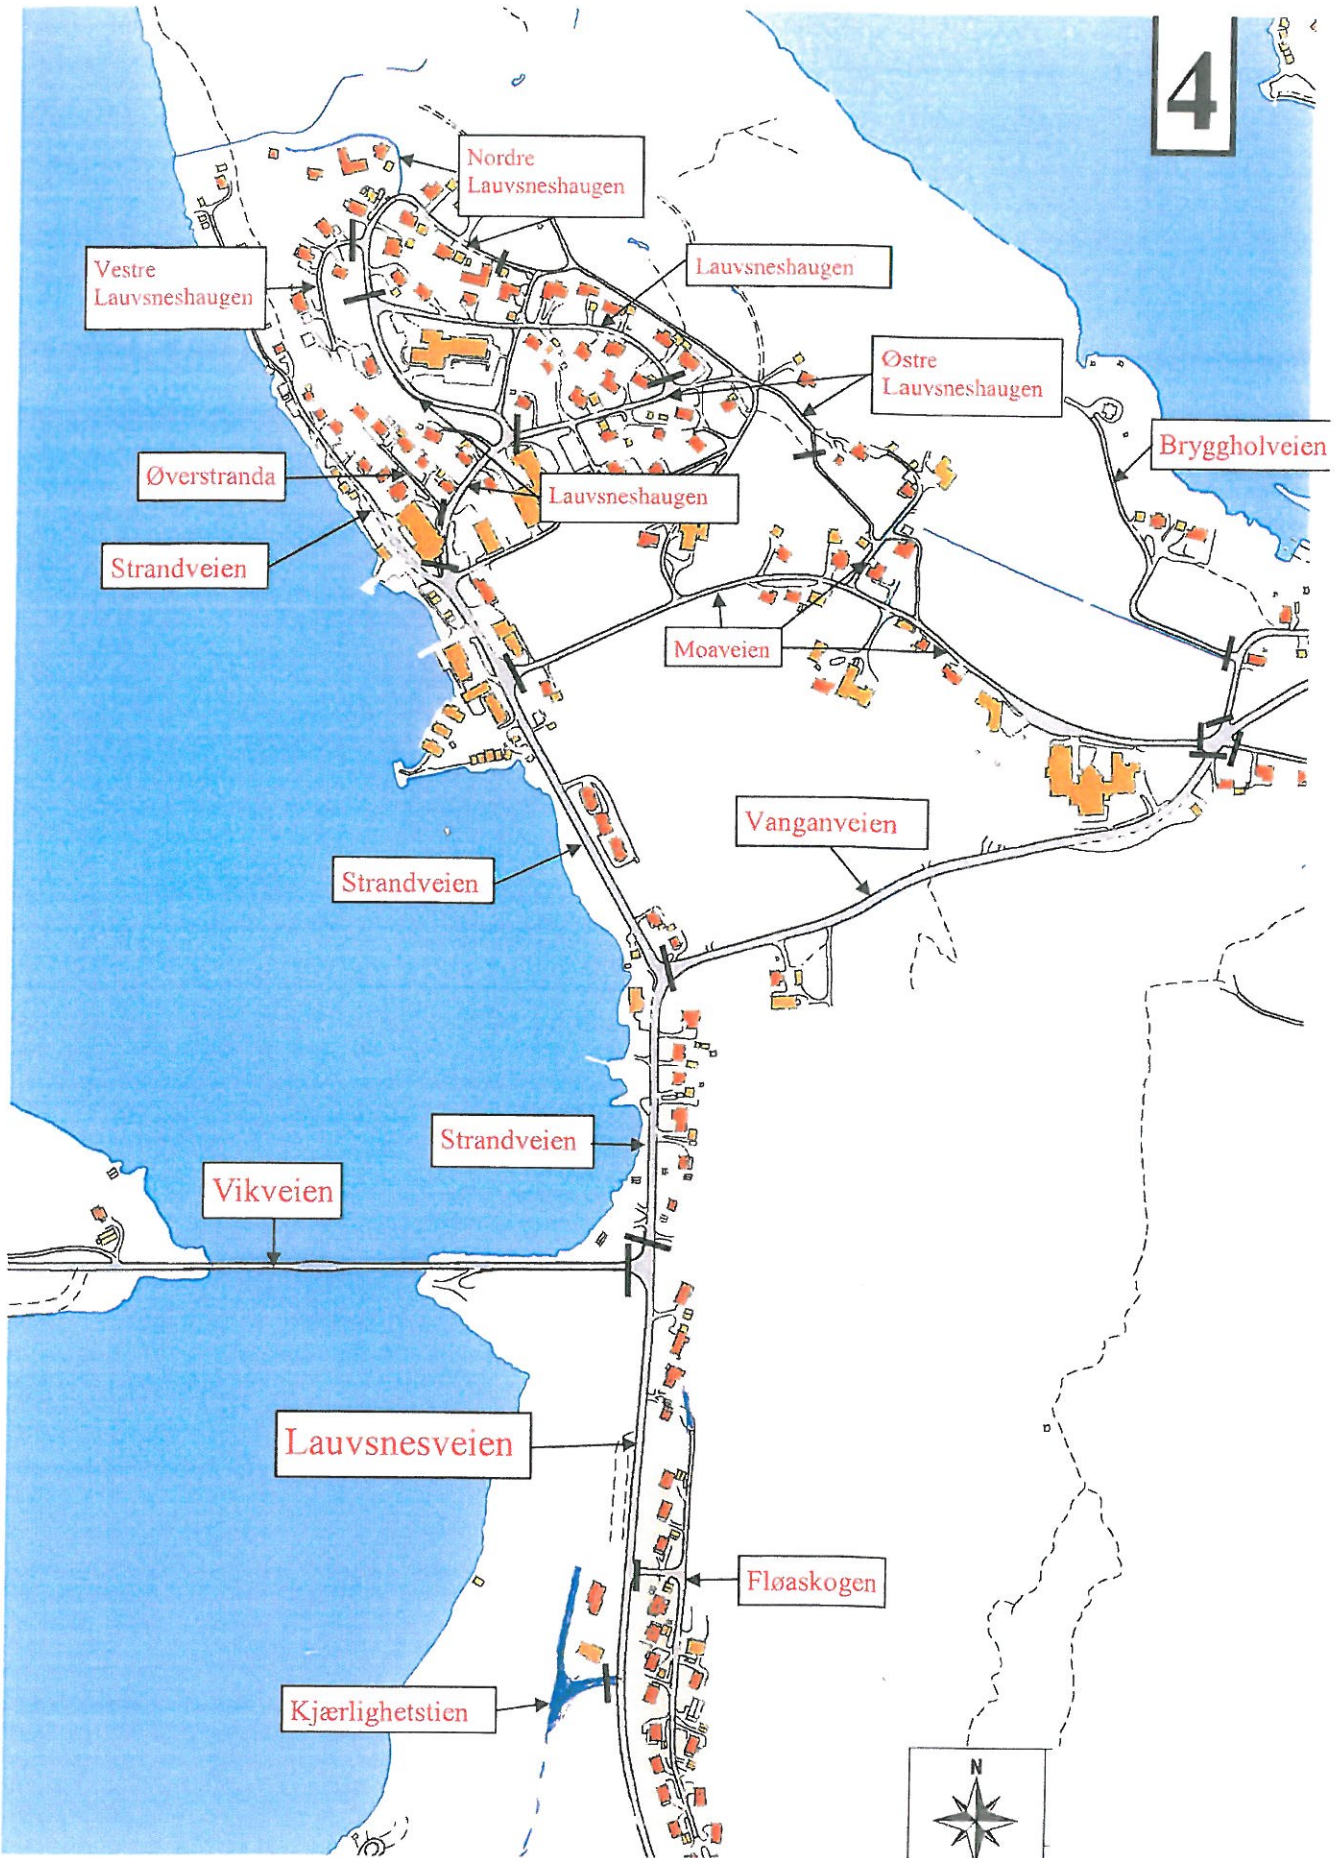 4
Nordre
Lauvsneshaugen
Vestre
Lauvsneshaugen
Lauvsneshaugen
Østre
Lauvsneshaugen
Bryggholveien
Øverstranda
Lauvsneshaugen
Strandveien
Moaveien
Vanganveien
Strandveien
Strandveien
Vikveien
Lauvsnesveien
Fløaskogen
Kjærlighetstien
N